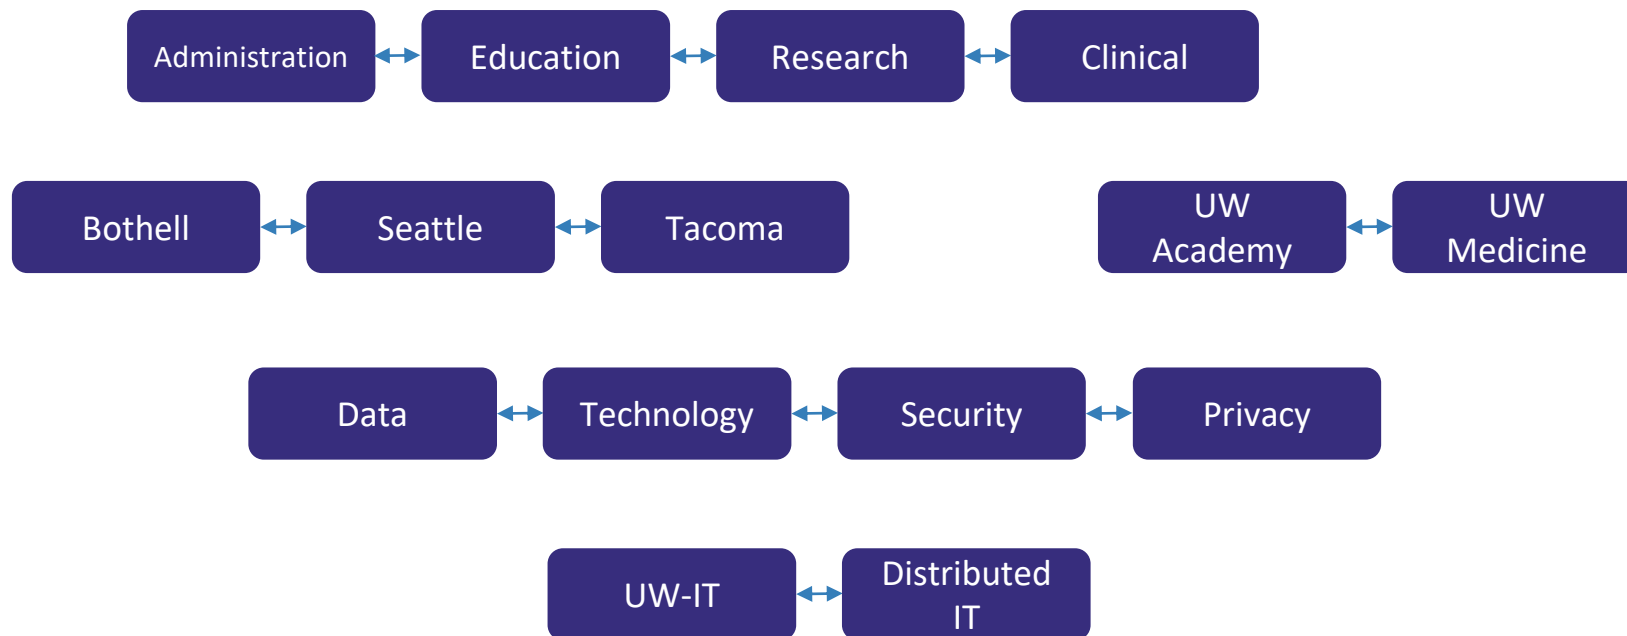 Administration
Education
Research
Clinical
Bothell
Seattle
Tacoma
UW
Academy
UW
Medicine
Data
Technology
Security
Privacy
UW-IT
Distributed
IT